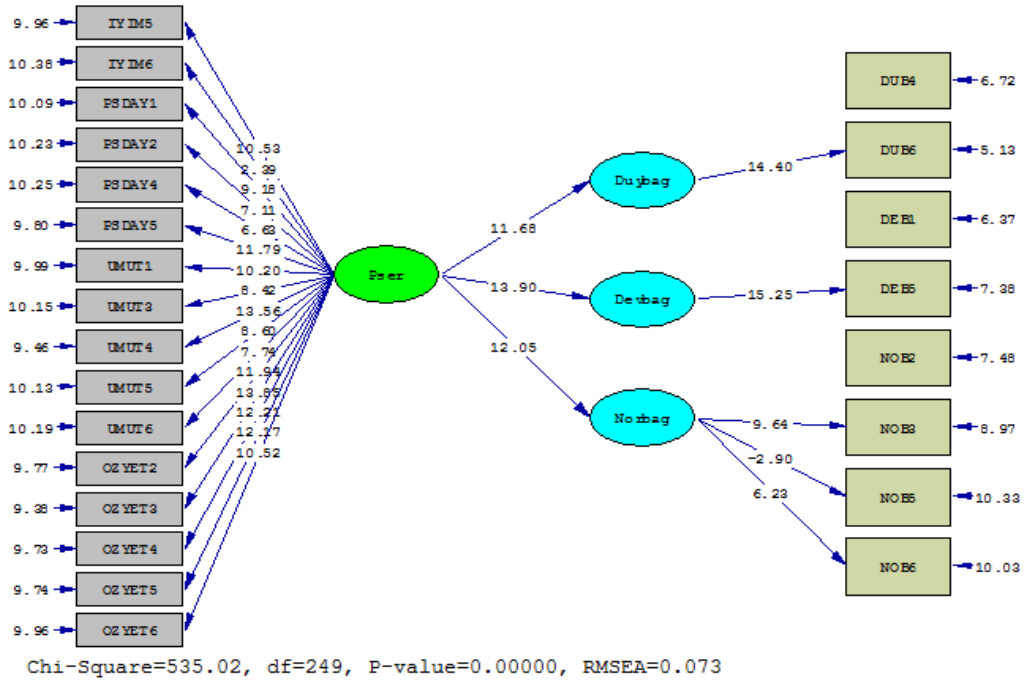 9.96 IYIM5
10.38 IYIM6
10.09 PSDAY1
10.23 PSDAY2
10.25 PSDAY4
9.80 PSDAY5
9.99 UMUT1
10.15 UMUT3
9.46 UMUT4
10.13 UMUT5
10.19 UMUT6
9.77 OZYET2
9.38 OZYET3
9.73 OZYET4
9.74 OZYET5
9.96 OZYET6
10.53
2.39
9.18
7.11
6.63
11.79
10.20
8.42
13.56
8.60
7.74
11.94
13.85
12.21
12.17
10.52
Pser
11.68
13.90
12.05
Duybag
Devbag
Norbag
14.40
15.25
9.64
-2.90
6.23
DUB4 6.72
DUB6 5.13
DEB1 6.37
DEB5 7.38
NOB2 7.48
NOB3 8.97
NOB5 10.33
NOB6 10.03
Chi-Square=535.02, df=249, P-value=0.00000, RMSEA=0.073